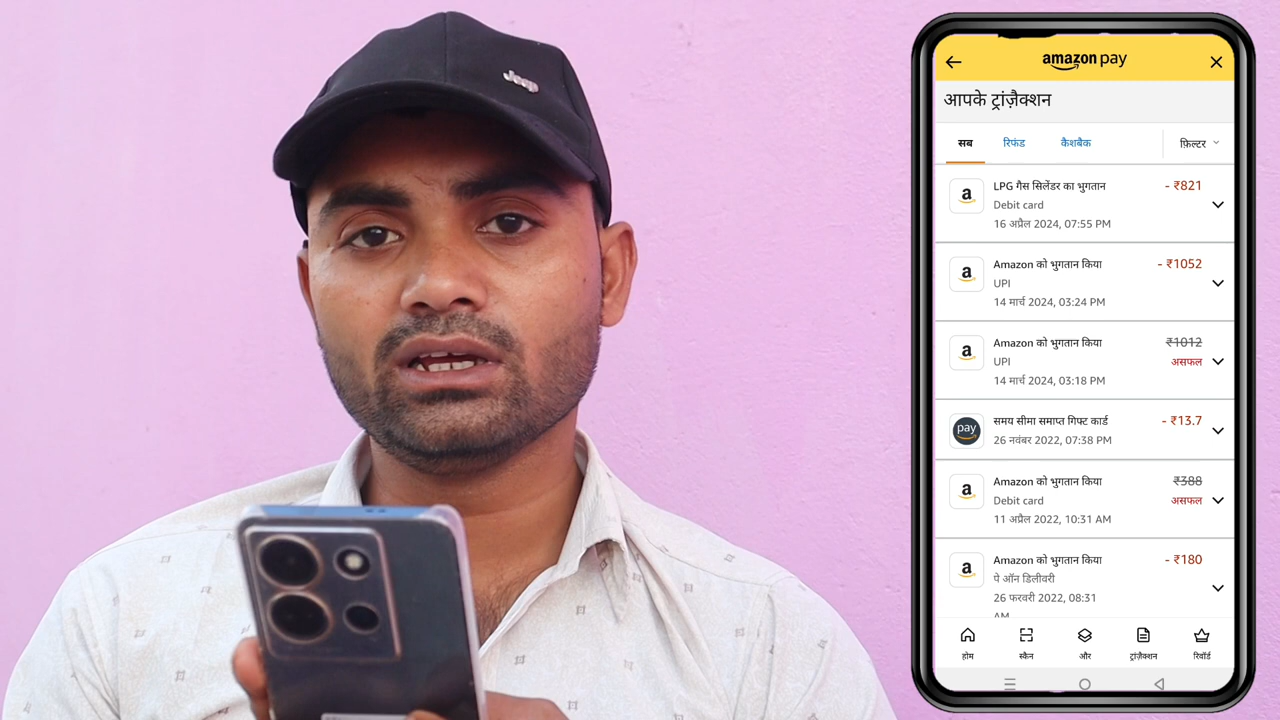 Jeep
amazon pay
आपके ट्रांज़ैक्शन
सब रिफंड कैशबैक फ़िल्टर
a LPG गैस सिलेंडर का भुगतान - ₹821
Debit card
16 अप्रैल 2024, 07:55 PM
a Amazon को भुगतान किया - ₹1052
UPI
14 मार्च 2024, 03:24 PM
a Amazon को भुगतान किया ₹1012
UPI असफल
14 मार्च 2024, 03:18 PM
pay समय सीमा समाप्त गिफ्ट कार्ड - ₹13.7
26 नवंबर 2022, 07:38 PM
a Amazon को भुगतान किया ₹388
Debit card असफल
11 अप्रैल 2022, 10:31 AM
a Amazon को भुगतान किया - ₹180
पे ऑन डिलीवरी
26 फरवरी 2022, 08:31
AM
होम स्कैन और ट्रांज़ैक्शन रिवॉर्ड